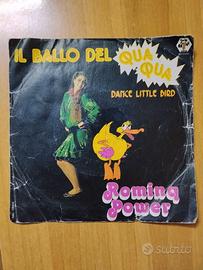 IL BALLO DEL
QUA
QUA
DANCE LITTLE BIRD
Romina
Power
subito